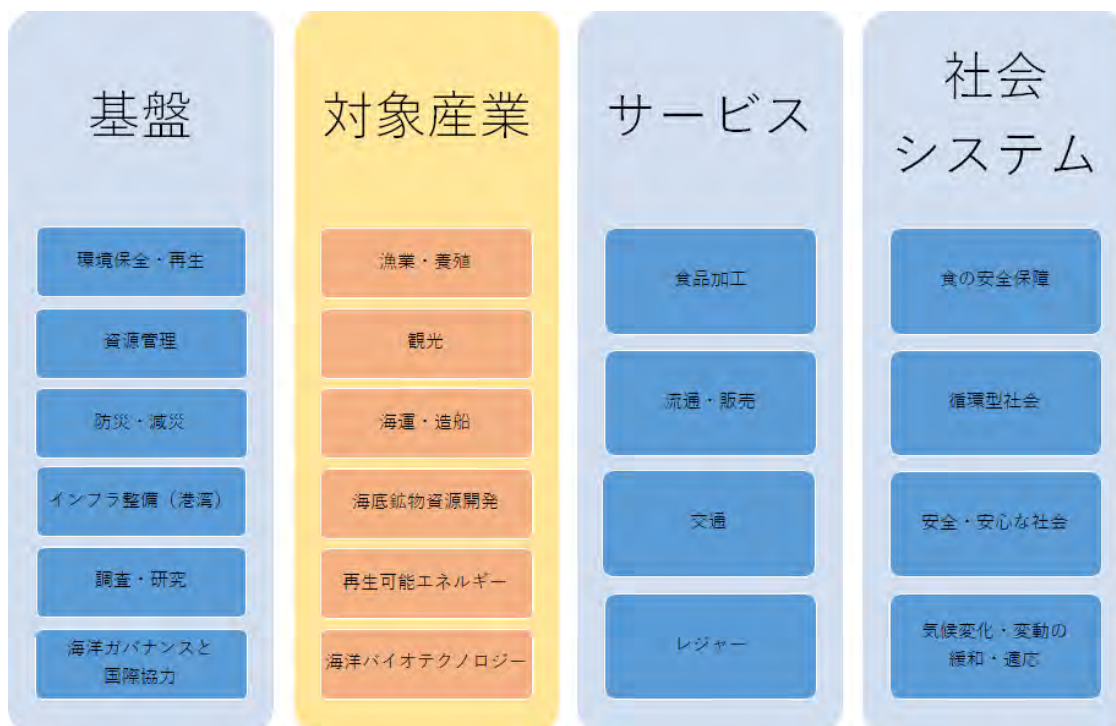 基盤
環境保全・再生
資源管理
防災・減災
インフラ整備（港湾）
調査・研究
海洋ガバナンスと
国際協力
対象産業
漁業・養殖
観光
海運・造船
海底鉱物資源開発
再生可能エネルギー
海洋バイオテクノロジー
サービス
食品加工
流通・販売
交通
レジャー
社会
システム
食の安全保障
循環型社会
安全・安心な社会
気候変化・変動の
緩和・適応